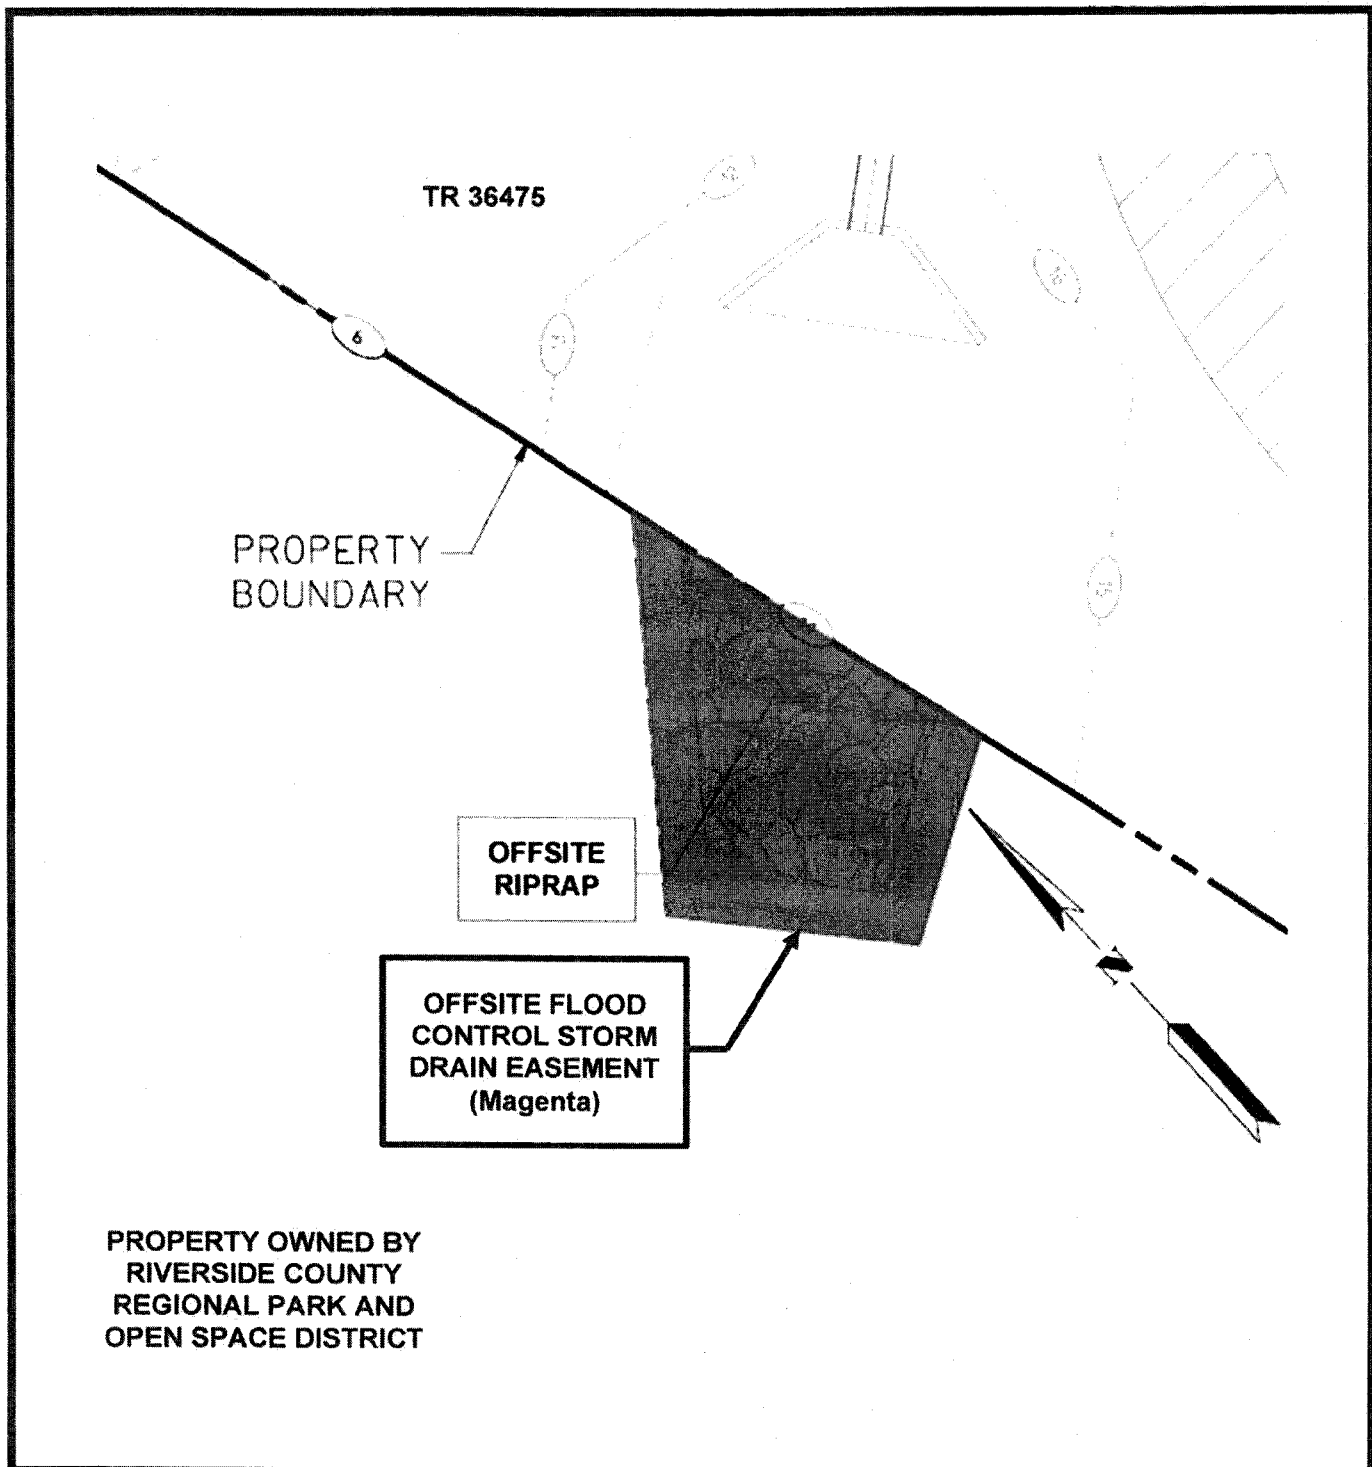 TR 36475
6
PROPERTY
BOUNDARY
OFFSITE
RIPRAP
OFFSITE FLOOD
CONTROL STORM
DRAIN EASEMENT
(Magenta)
N
PROPERTY OWNED BY
RIVERSIDE COUNTY
REGIONAL PARK AND
OPEN SPACE DISTRICT